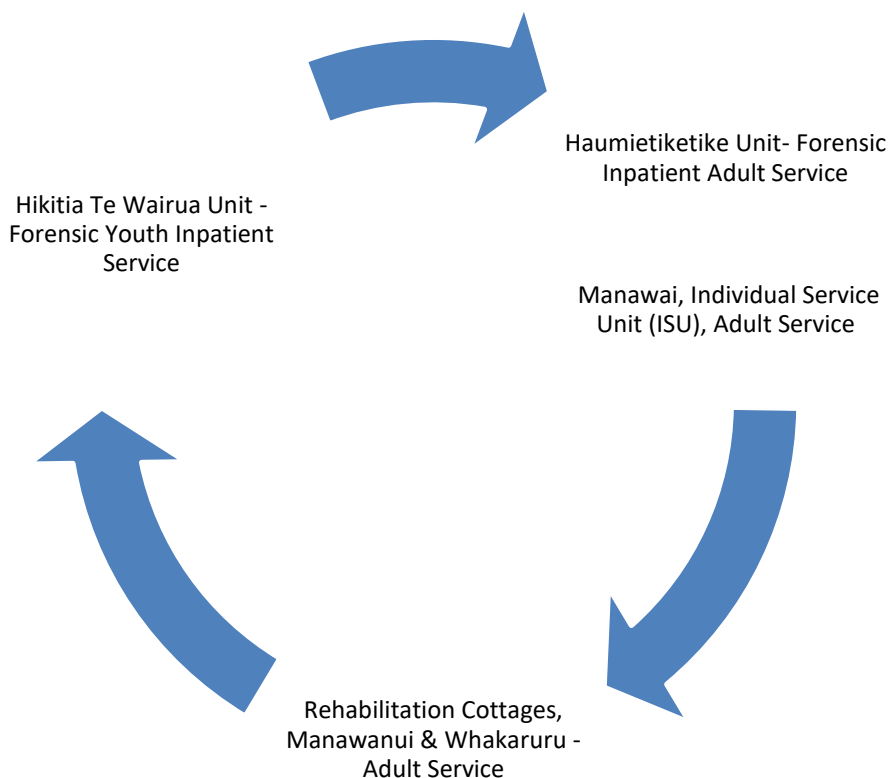 Haumietiketike Unit- Forensic
Inpatient Adult Service
Hikitia Te Wairua Unit -
Forensic Youth Inpatient
Service
Manawai, Individual Service
Unit (ISU), Adult Service
Rehabilitation Cottages,
Manawanui & Whakaruru -
Adult Service